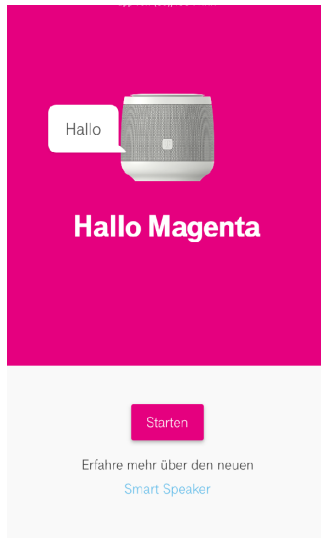 Hallo
Hallo Magenta
Starten
Erfahre mehr über den neuen
Smart Speaker